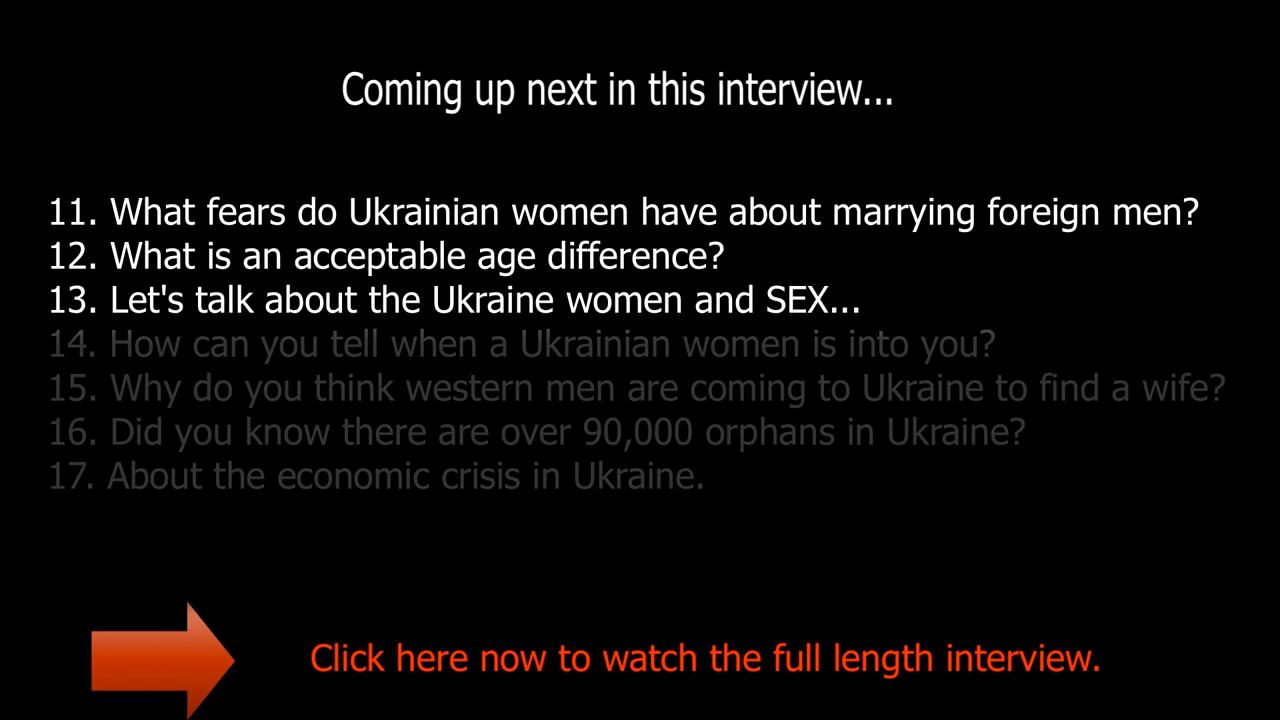 Coming up next in this interview...
11. What fears do Ukrainian women have about marrying foreign men?
12. What is an acceptable age difference?
13. Let's talk about the Ukraine women and SEX...
14. How can you tell when a Ukrainian women is into you?
15. Why do you think western men are coming to Ukraine to find a wife?
16. Did you know there are over 90,000 orphans in Ukraine?
17. About the economic crisis in Ukraine.
Click here now to watch the full length interview.